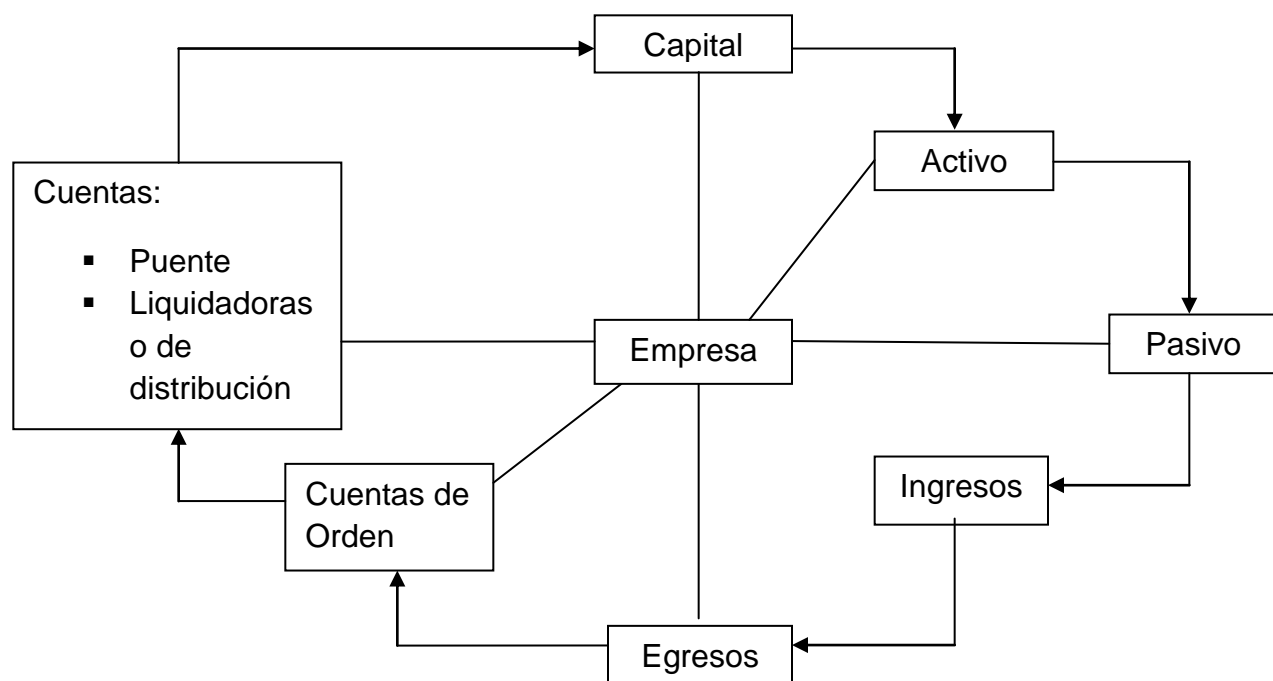 Capital
Activo
Cuentas:
▪ Puente
▪ Liquidadoras
o de
distribución
Empresa
Pasivo
Cuentas de
Orden
Ingresos
Egresos